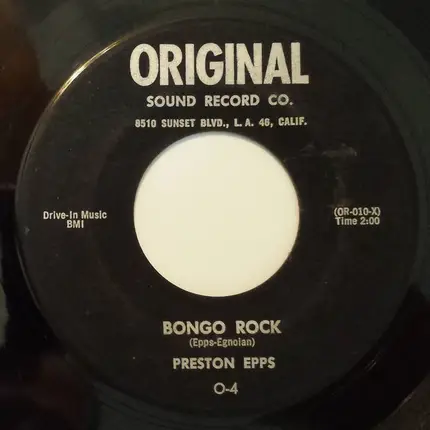 ORIGINAL
SOUND RECORD CO.
8510 SUNSET BLVD., L. A. 46, CALIF.
Drive-In Music
BMI
(OR-010-X)
Time 2:00
BONGO ROCK
(Epps-Egnolan)
PRESTON EPPS
O-4